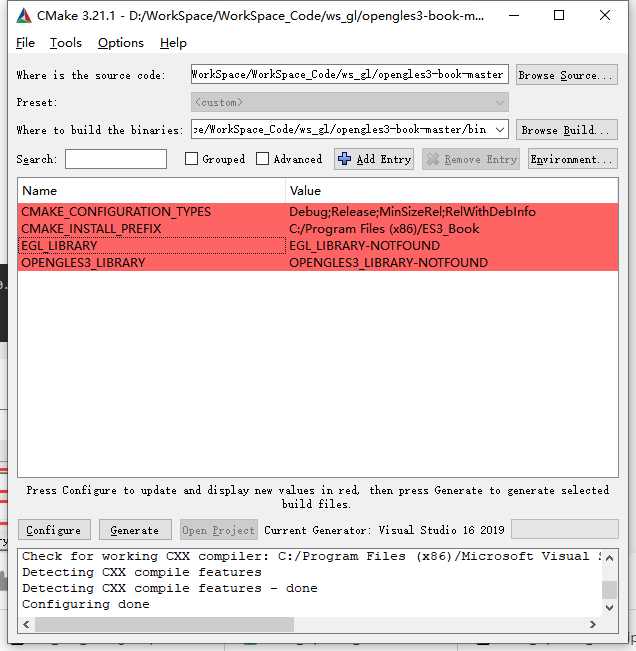 CMake 3.21.1 - D:/WorkSpace/WorkSpace_Code/ws_gl/opengles3-book-m...
File Tools Options Help
Where is the source code: WorkSpace/WorkSpace_Code/ws_gl/opengles3-book-master Browse Source...
Preset: <custom>
Where to build the binaries: ce/WorkSpace_Code/ws_gl/opengles3-book-master/bin Browse Build...
Search: Grouped Advanced Add Entry Remove Entry Environment...
Name Value
CMAKE_CONFIGURATION_TYPES Debug;Release;MinSizeRel;RelWithDebInfo
CMAKE_INSTALL_PREFIX C:/Program Files (x86)/ES3_Book
EGL_LIBRARY EGL_LIBRARY-NOTFOUND
OPENGLES3_LIBRARY OPENGLES3_LIBRARY-NOTFOUND
Press Configure to update and display new values in red, then press Generate to generate selected
build files.
Configure Generate Open Project Current Generator: Visual Studio 16 2019
Check for working CXX compiler: C:/Program Files (x86)/Microsoft Visual
Detecting CXX compile features
Detecting CXX compile features - done
Configuring done